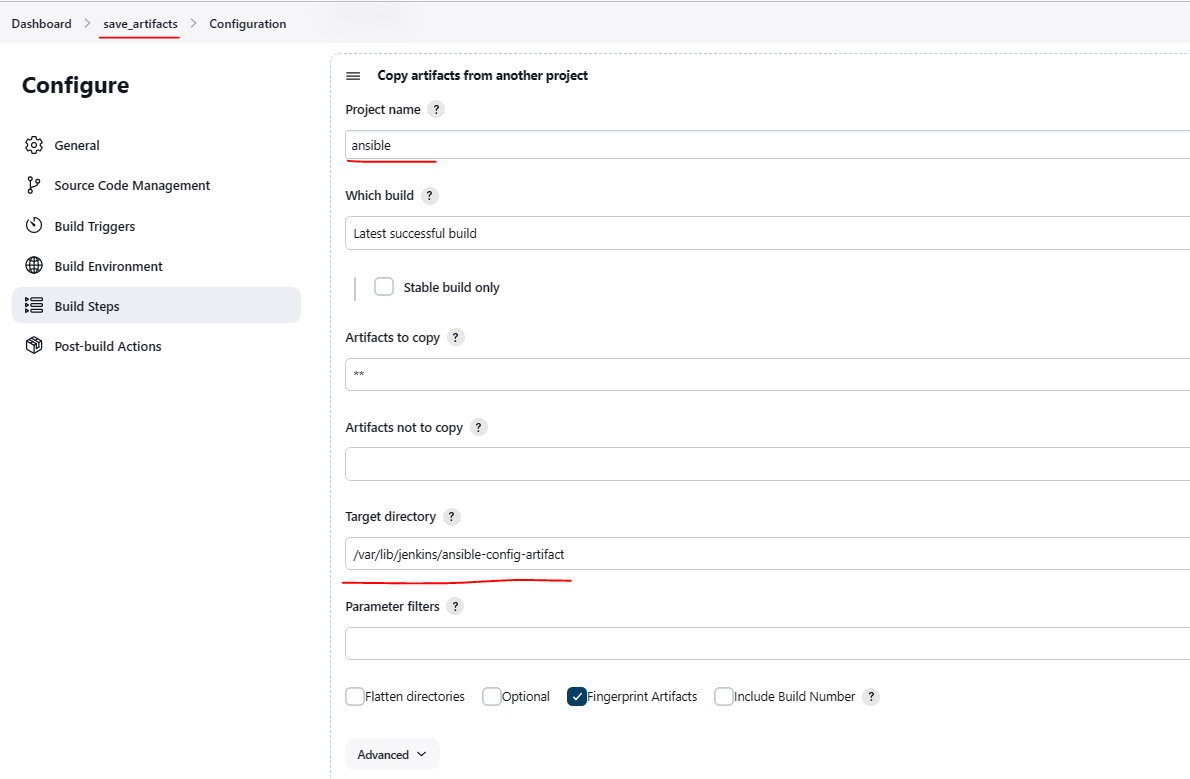 Dashboard > save_artifacts > Configuration
Configure
General
Source Code Management
Build Triggers
Build Environment
Build Steps
Post-build Actions
Copy artifacts from another project
Project name ?
ansible
Which build ?
Latest successful build
Stable build only
Artifacts to copy ?
**
Artifacts not to copy ?
Target directory ?
/var/lib/jenkins/ansible-config-artifact
Parameter filters ?
Flatten directories Optional Fingerprint Artifacts Include Build Number ?
Advanced